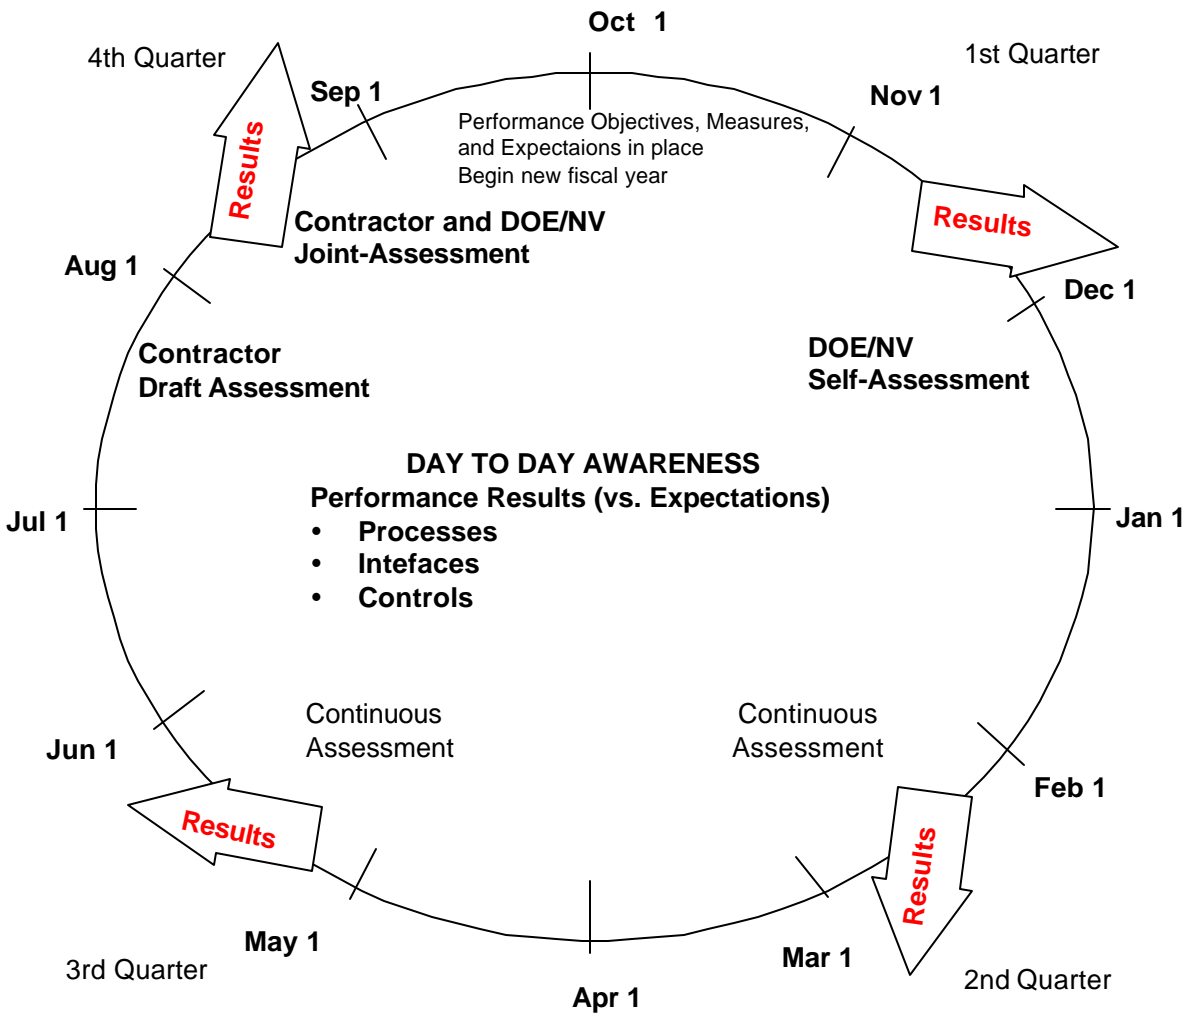 Oct 1
4th Quarter
1st Quarter
Sep 1
Nov 1
Results
Performance Objectives, Measures,
and Expectaions in place
Begin new fiscal year
Results
Contractor and DOE/NV
Joint-Assessment
Aug 1
Dec 1
Contractor
Draft Assessment
DOE/NV
Self-Assessment
DAY TO DAY AWARENESS
Performance Results (vs. Expectations)
• Processes
• Intefaces
• Controls
Jul 1
Jan 1
Continuous
Assessment
Continuous
Assessment
Jun 1
Feb 1
Results
Results
May 1
Mar 1
3rd Quarter
2nd Quarter
Apr 1